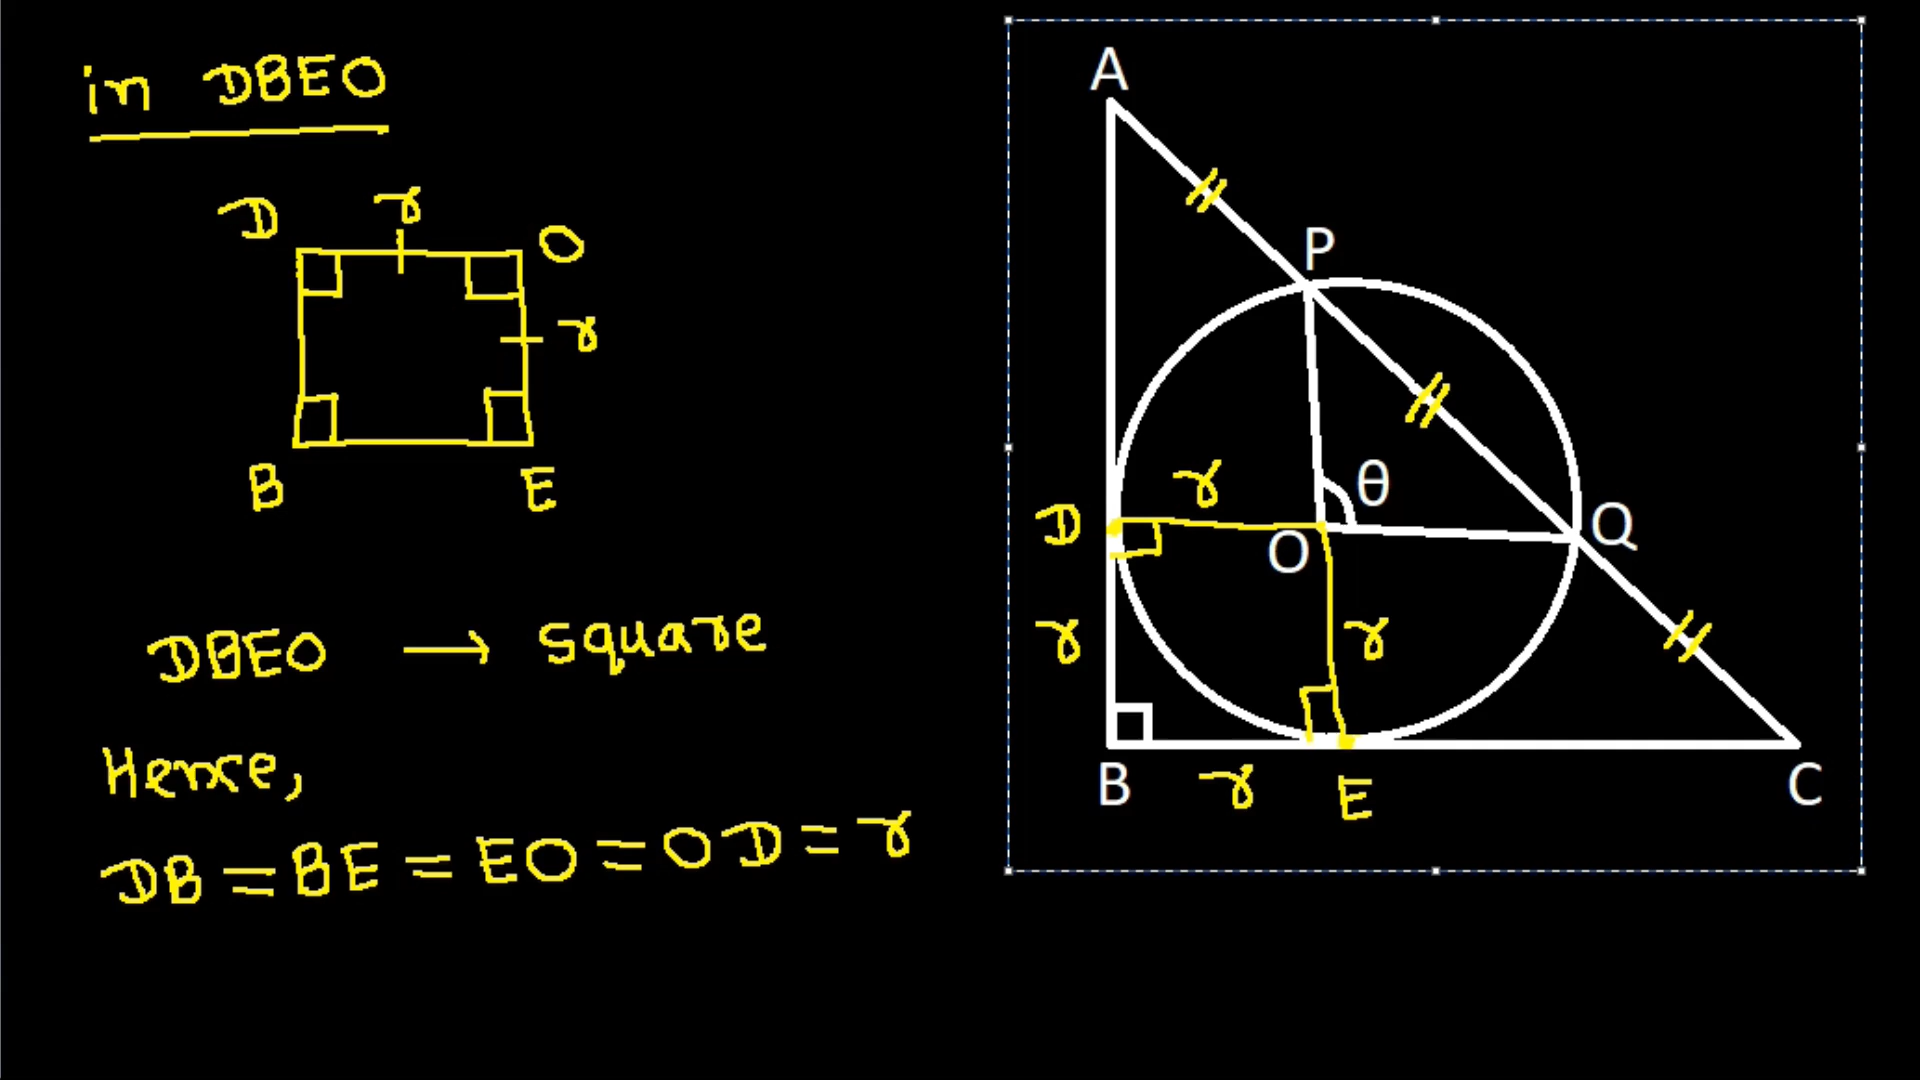 in DBEO
D r O
r
B E
DBEO → square
Hence,
DB = BE = EO = OD = r
A
P
r θ
D O Q
r r
B r E C